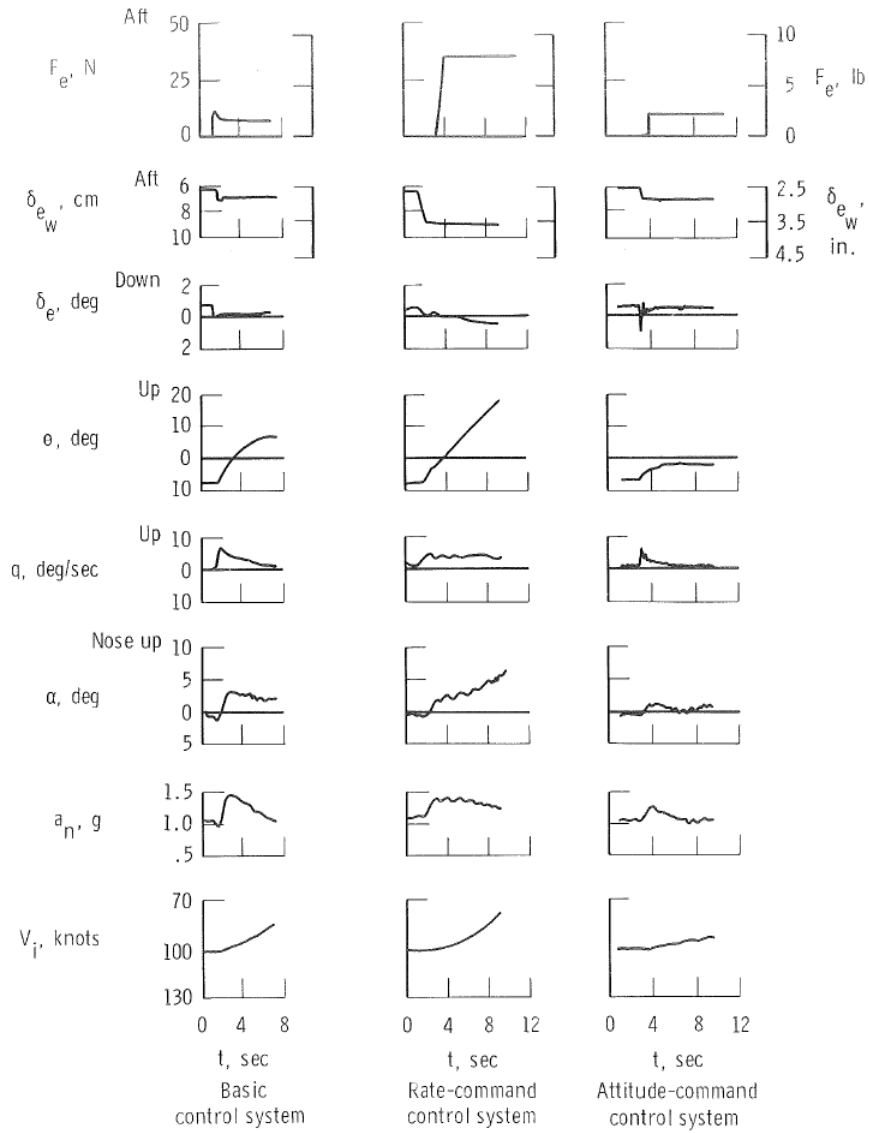 Aft
50
F_e, N
25
0
10
5
F_e, lb
0
Aft
6
δ_e_w, cm
8
10
2.5
3.5
4.5
δ_e_w, in.
Down
2
δ_e, deg
0
2
Up
20
10
θ, deg
0
10
Up
10
q, deg/sec
0
10
Nose up
10
5
α, deg
0
5
1.5
a_n, g
1.0
.5
70
V_i, knots
100
130
0 4 8
0 4 8 12
0 4 8 12
t, sec
t, sec
t, sec
Basic
control system
Rate-command
control system
Attitude-command
control system